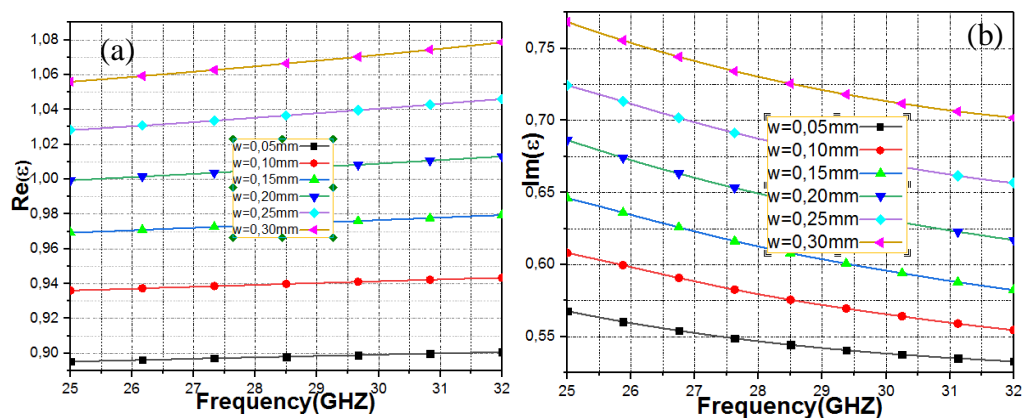 (a)
Re(ε)
1,08
1,06
1,04
1,02
1,00
0,98
0,96
0,94
0,92
0,90
w=0,05mm
w=0,10mm
w=0,15mm
w=0,20mm
w=0,25mm
w=0,30mm
25 26 27 28 29 30 31 32
Frequency(GHZ)
(b)
Im(ε)
0,75
0,70
0,65
0,60
0,55
w=0,05mm
w=0,10mm
w=0,15mm
w=0,20mm
w=0,25mm
w=0,30mm
25 26 27 28 29 30 31 32
Frequency(GHZ)